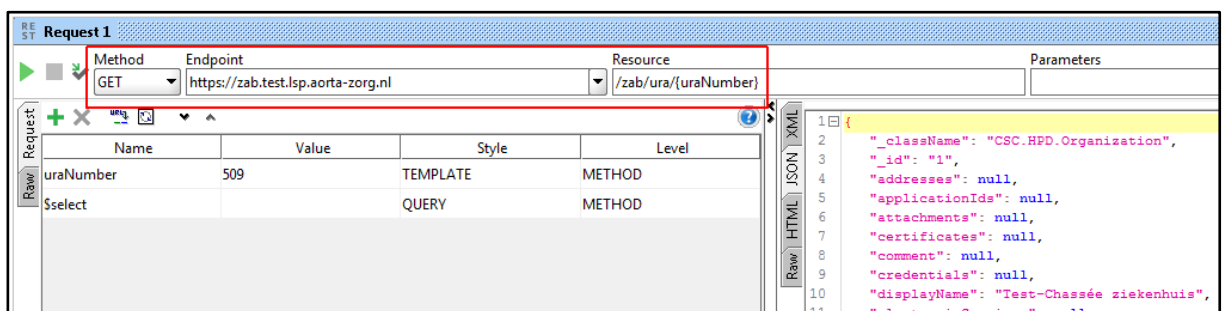 REST Request 1
Method Endpoint Resource Parameters
GET https://zab.test.lsp.aorta-zorg.nl /zab/ura/{uraNumber}
Request
Raw
Name Value Style Level
uraNumber 509 TEMPLATE METHOD
$select QUERY METHOD
XML
JSON
HTML
Raw
1 {
2 "_className": "CSC.HPD.Organization",
3 "_id": "1",
4 "addresses": null,
5 "applicationIds": null,
6 "attachments": null,
7 "certificates": null,
8 "comment": null,
9 "credentials": null,
10 "displayName": "Test-Chassée ziekenhuis",